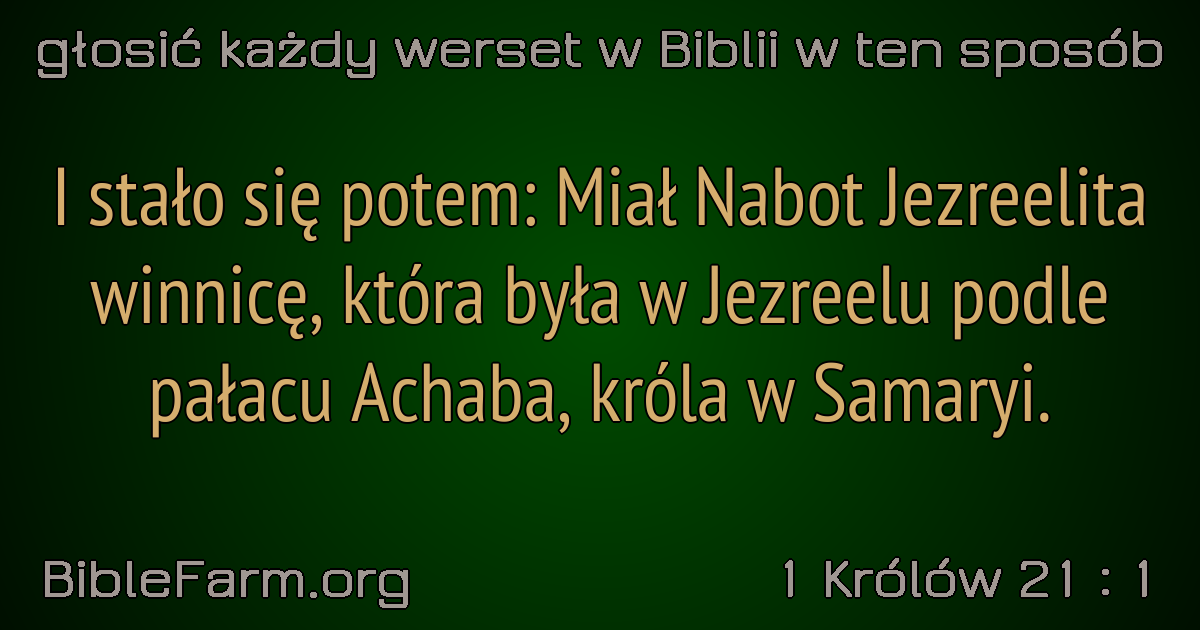 głosić każdy werset w Biblii w ten sposób
I stało się potem: Miał Nabot Jezreelita
winnicę, która była w Jezreelu podle
pałacu Achaba, króla w Samaryi.
BibleFarm.org
1 Królów 21 : 1